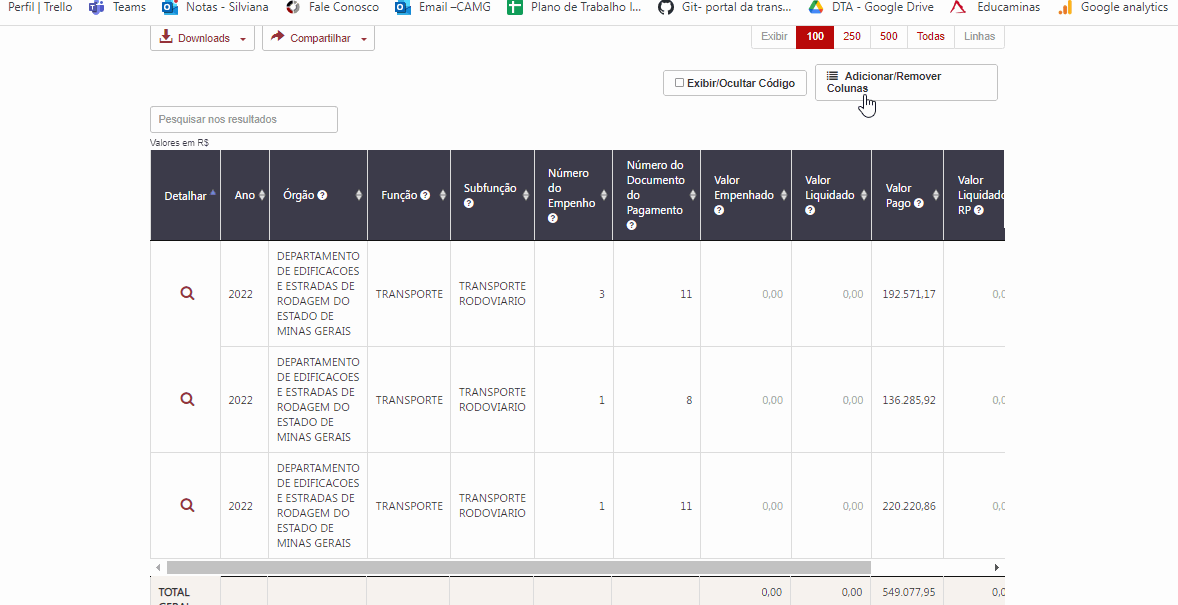 Perfil | Trello Teams Notas - Silviana Fale Conosco Email –CAMG Plano de Trabalho I... Git- portal da trans... DTA - Google Drive Educaminas Google analytics
Downloads Compartilhar Exibir 100 250 500 Todas Linhas
Exibir/Ocultar Código
Adicionar/Remover
Colunas
Pesquisar nos resultados
Valores em R$
Detalhar
Ano
Órgão
Função
Subfunção
Número
do
Empenho
Número do
Documento
do
Pagamento
Valor
Empenhado
Valor
Liquidado
Valor
Pago
Valor
Liquidado
RP
2022
DEPARTAMENTO
DE EDIFICACOES
E ESTRADAS DE
RODAGEM DO
ESTADO DE
MINAS GERAIS
TRANSPORTE
TRANSPORTE
RODOVIARIO
3
11
0,00
0,00
192.571,17
0,0
2022
DEPARTAMENTO
DE EDIFICACOES
E ESTRADAS DE
RODAGEM DO
ESTADO DE
MINAS GERAIS
TRANSPORTE
TRANSPORTE
RODOVIARIO
1
8
0,00
0,00
136.285,92
0,0
2022
DEPARTAMENTO
DE EDIFICACOES
E ESTRADAS DE
RODAGEM DO
ESTADO DE
MINAS GERAIS
TRANSPORTE
TRANSPORTE
RODOVIARIO
1
11
0,00
0,00
220.220,86
0,0
TOTAL
GERAL
0,00
0,00
549.077,95
0,0